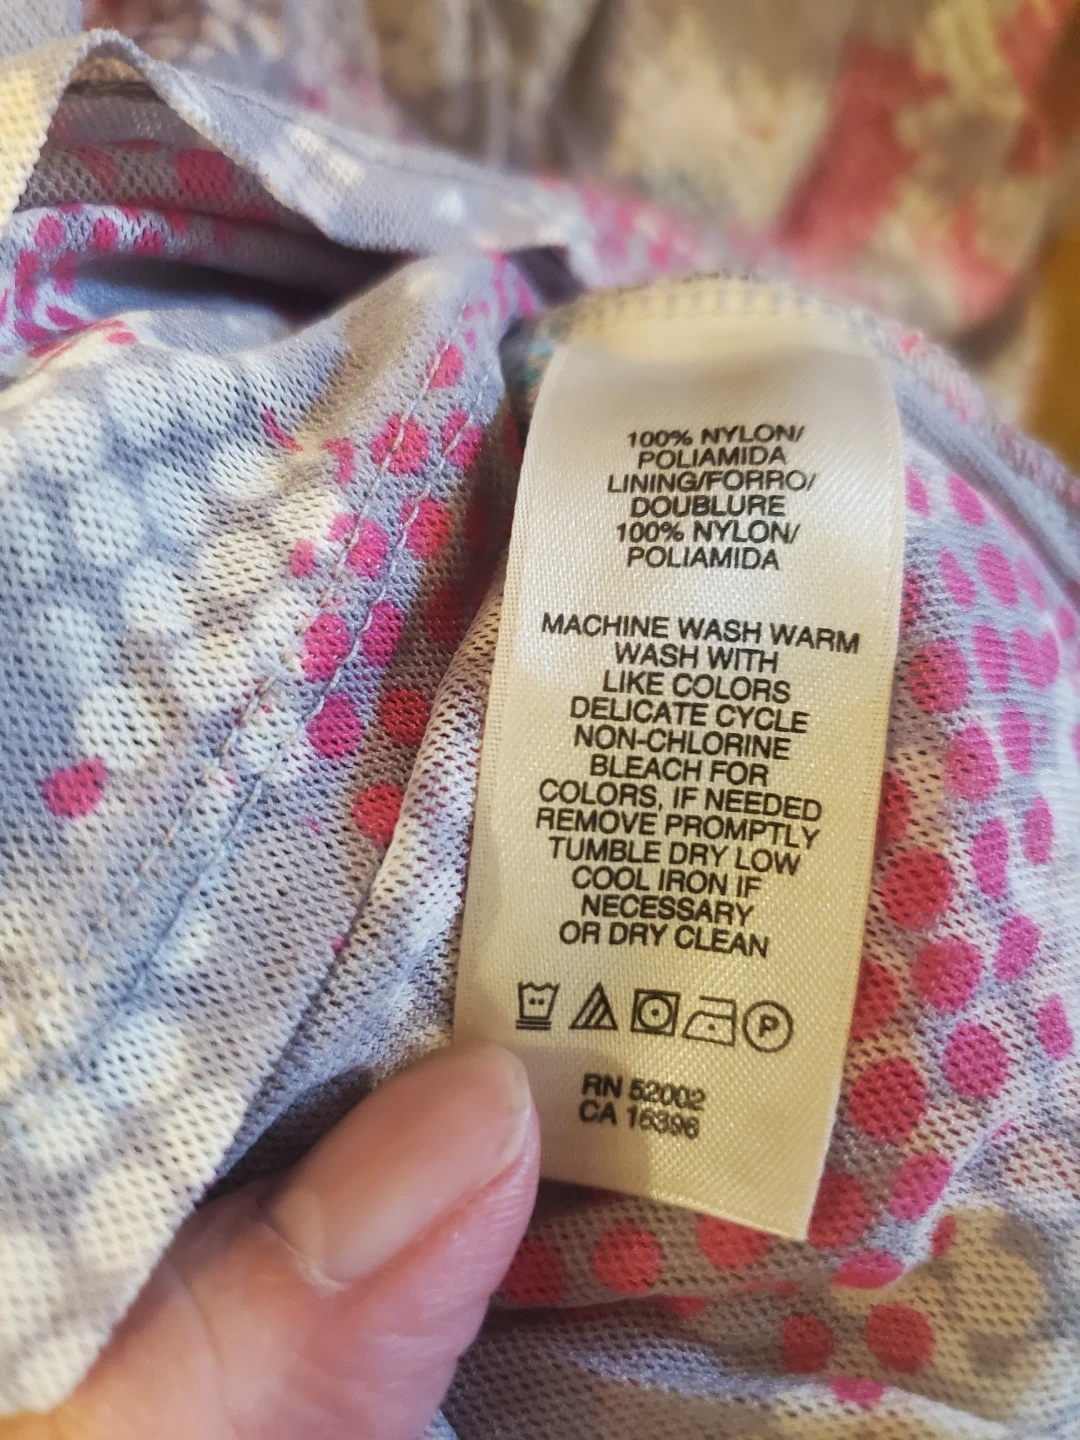 100% NYLON/
POLIAMIDA
LINING/FORRO/
DOUBLURE
100% NYLON/
POLIAMIDA
MACHINE WASH WARM
WASH WITH
LIKE COLORS
DELICATE CYCLE
NON-CHLORINE
BLEACH FOR
COLORS, IF NEEDED
REMOVE PROMPTLY
TUMBLE DRY LOW
COOL IRON IF
NECESSARY
OR DRY CLEAN
P
RN 52002
CA 16396